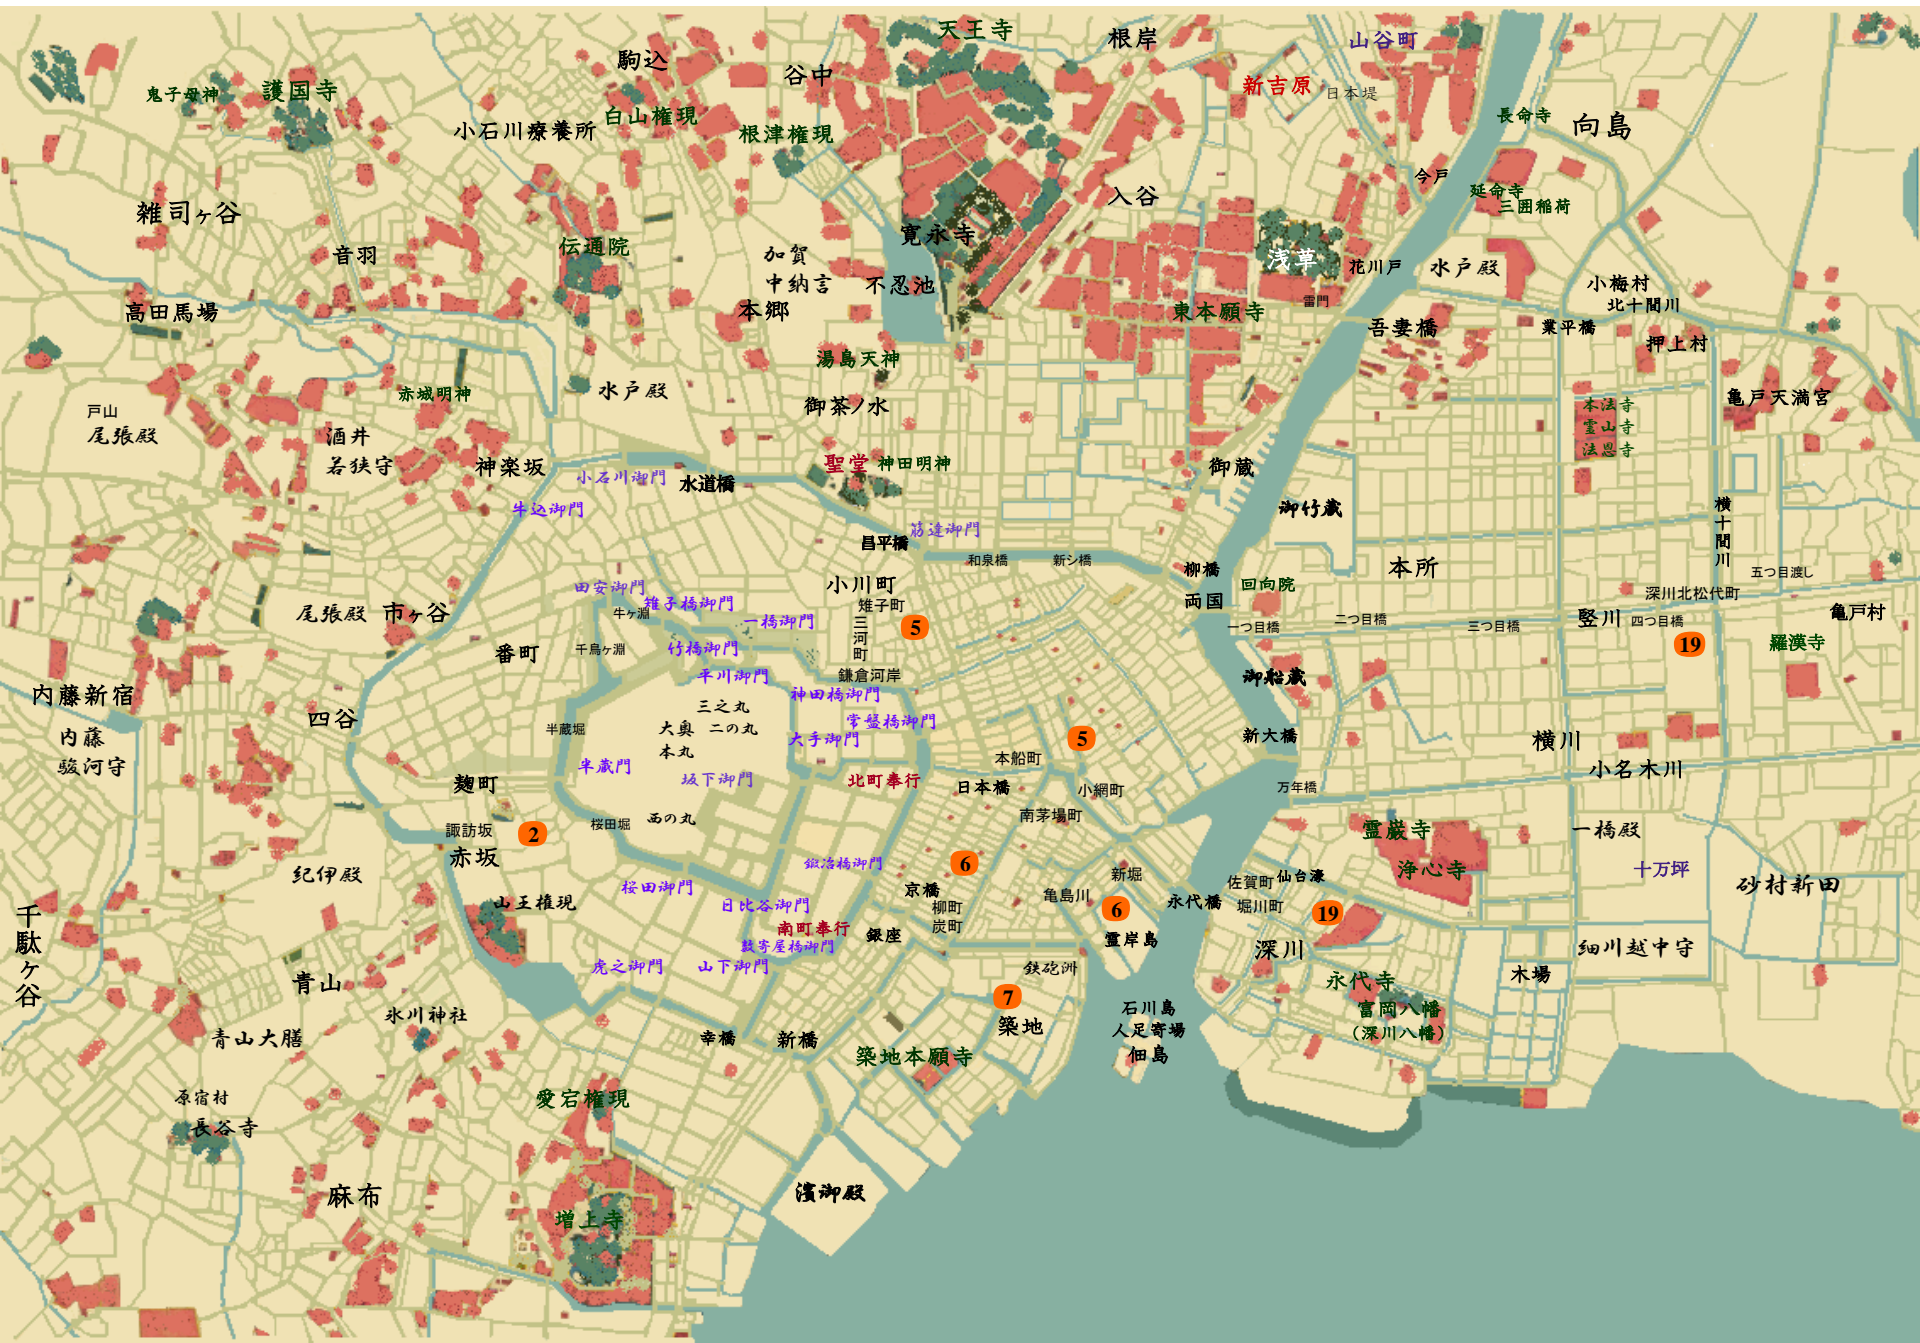 天王寺
根岸
山谷町
駒込
谷中
新吉原
日本堤
鬼子母神
護国寺
白山権現
小石川療養所
根津権現
長命寺
向島
今戸
延命寺
三囲稲荷
入谷
雑司ヶ谷
音羽
伝通院
加賀
中納言
寛永寺
浅草
花川戸
水戸殿
高田馬場
本郷
不忍池
東本願寺
雷門
吾妻橋
小梅村
北十間川
業平橋
押上村
湯島天神
赤城明神
水戸殿
御茶ノ水
戸山
尾張殿
酒井
若狭守
本法寺
霊山寺
法恩寺
亀戸天満宮
神楽坂
小石川御門
水道橋
聖堂
神田明神
御蔵
牛込御門
御竹蔵
横十間川
筋違御門
昌平橋
和泉橋
新シ橋
柳橋
両国
回向院
本所
五つ目渡し
深川北松代町
亀戸村
小川町
田安御門
雉子橋御門
牛ヶ淵
一橋御門
雉子町
三河町
5
一つ目橋
二つ目橋
三つ目橋
竪川
四つ目橋
19
羅漢寺
尾張殿
市ヶ谷
番町
千鳥ヶ淵
竹橋御門
平川御門
鎌倉河岸
神田橋御門
御船蔵
内藤新宿
四谷
内藤
駿河守
半蔵堀
三之丸
大奥
二の丸
本丸
常盤橋御門
大手御門
5
新大橋
横川
小名木川
半蔵門
坂下御門
北町奉行
本船町
日本橋
小網町
万年橋
麹町
諏訪坂
赤坂
2
桜田堀
西の丸
南茅場町
霊巌寺
浄心寺
一橋殿
十万坪
砂村新田
紀伊殿
山王権現
桜田御門
鍛冶橋御門
日比谷御門
南町奉行
数寄屋橋御門
6
京橋
柳町
炭町
銀座
新堀
亀島川
6
霊岸島
永代橋
佐賀町
仙台濠
堀川町
19
深川
細川越中守
木場
千駄ヶ谷
青山
虎之御門
山下御門
鉄砲洲
7
築地
石川島
人足寄場
佃島
永代寺
富岡八幡
(深川八幡)
氷川神社
青山大膳
幸橋
新橋
築地本願寺
原宿村
長谷寺
愛宕権現
麻布
増上寺
濱御殿